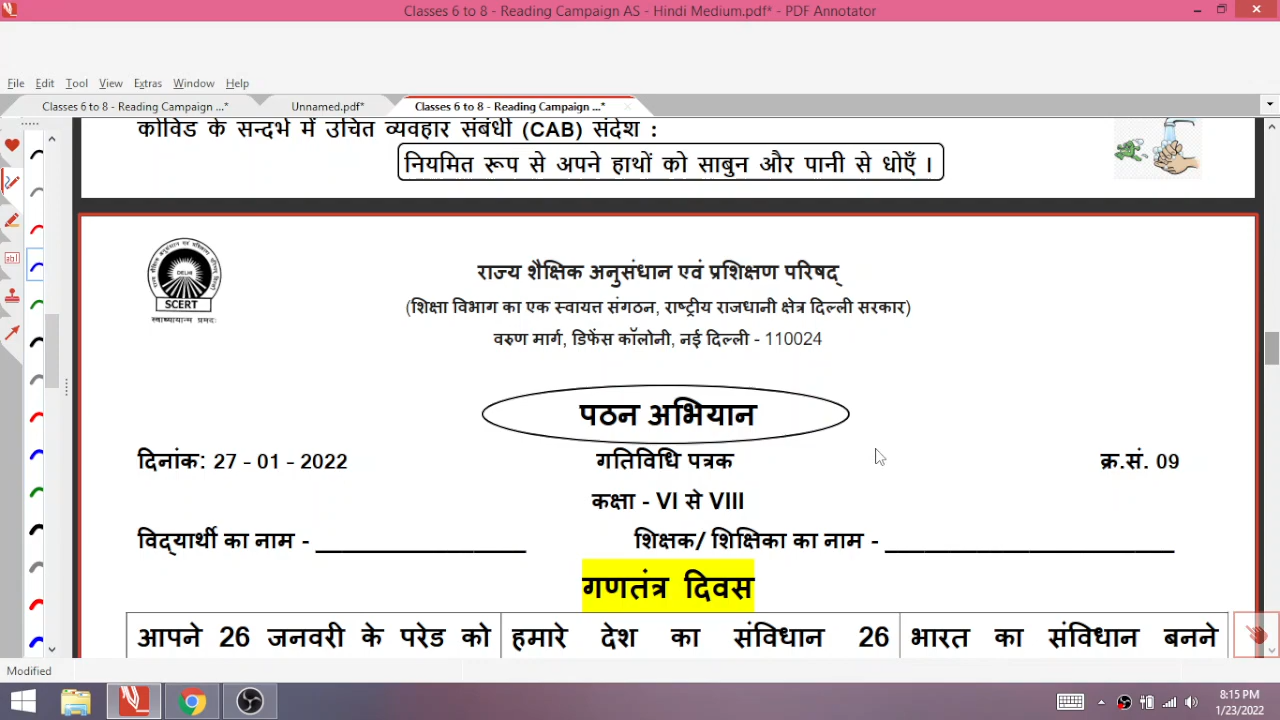 Classes 6 to 8 - Reading Campaign AS - Hindi Medium.pdf* - PDF Annotator
File Edit Tool View Extras Window Help
Classes 6 to 8 - Reading Campaign ...* Unnamed.pdf* Classes 6 to 8 - Reading Campaign ...*
कोविड के सन्दर्भ में उचित व्यवहार संबंधी (CAB) संदेश :
नियमित रूप से अपने हाथों को साबुन और पानी से धोएँ ।
DELHI
SCERT
राज्य शैक्षिक अनुसंधान एवं प्रशिक्षण परिषद्
(शिक्षा विभाग का एक स्वायत्त संगठन, राष्ट्रीय राजधानी क्षेत्र दिल्ली सरकार)
वरुण मार्ग, डिफेंस कॉलोनी, नई दिल्ली - 110024
पठन अभियान
दिनांक: 27 - 01 - 2022 गतिविधि पत्रक क्र.सं. 09
कक्षा - VI से VIII
विद्यार्थी का नाम - ________________ शिक्षक/ शिक्षिका का नाम - ______________________
गणतंत्र दिवस
आपने 26 जनवरी के परेड को हमारे देश का संविधान 26 भारत का संविधान बनने
Modified
8:15 PM
1/23/2022